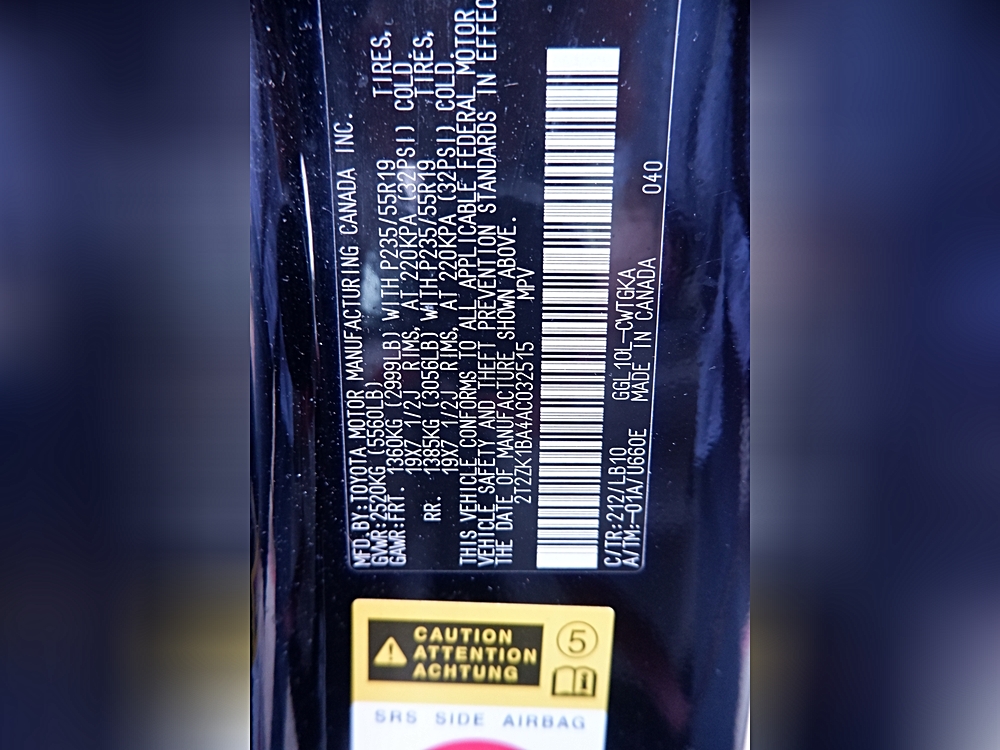 MFD.BY:TOYOTA MOTOR MANUFACTURING CANADA INC.
GVWR:2520KG (5560LB)
GAWR:FRT. 1360KG (2999LB) WITH P235/55R19 TIRES,
19X7 1/2J RIMS, AT 220KPA (32PSI) COLD.
RR. 1385KG (3056LB) WITH P235/55R19 TIRES,
19X7 1/2J RIMS, AT 220KPA (32PSI) COLD.
THIS VEHICLE CONFORMS TO ALL APPLICABLE FEDERAL MOTOR
VEHICLE SAFETY AND THEFT PREVENTION STANDARDS IN EFFEC
THE DATE OF MANUFACTURE SHOWN ABOVE.
2T2ZK1BA4AC032515 MPV
C/TR:212/LB10 GGL10L-CWTGKA 040
A/TM:-01A/U660E MADE IN CANADA
CAUTION
ATTENTION
ACHTUNG
5
SRS SIDE AIRBAG